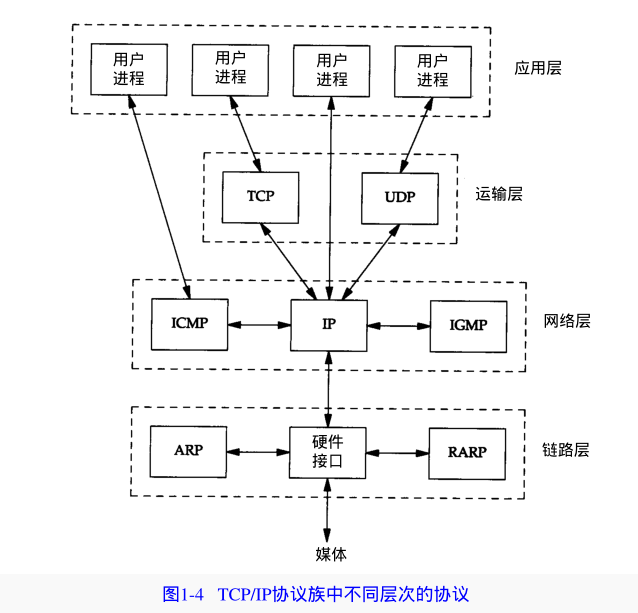 用户
进程
用户
进程
用户
进程
用户
进程
应用层
TCP
UDP
运输层
ICMP
IP
IGMP
网络层
ARP
硬件
接口
RARP
链路层
媒体
图1-4 TCP/IP协议族中不同层次的协议